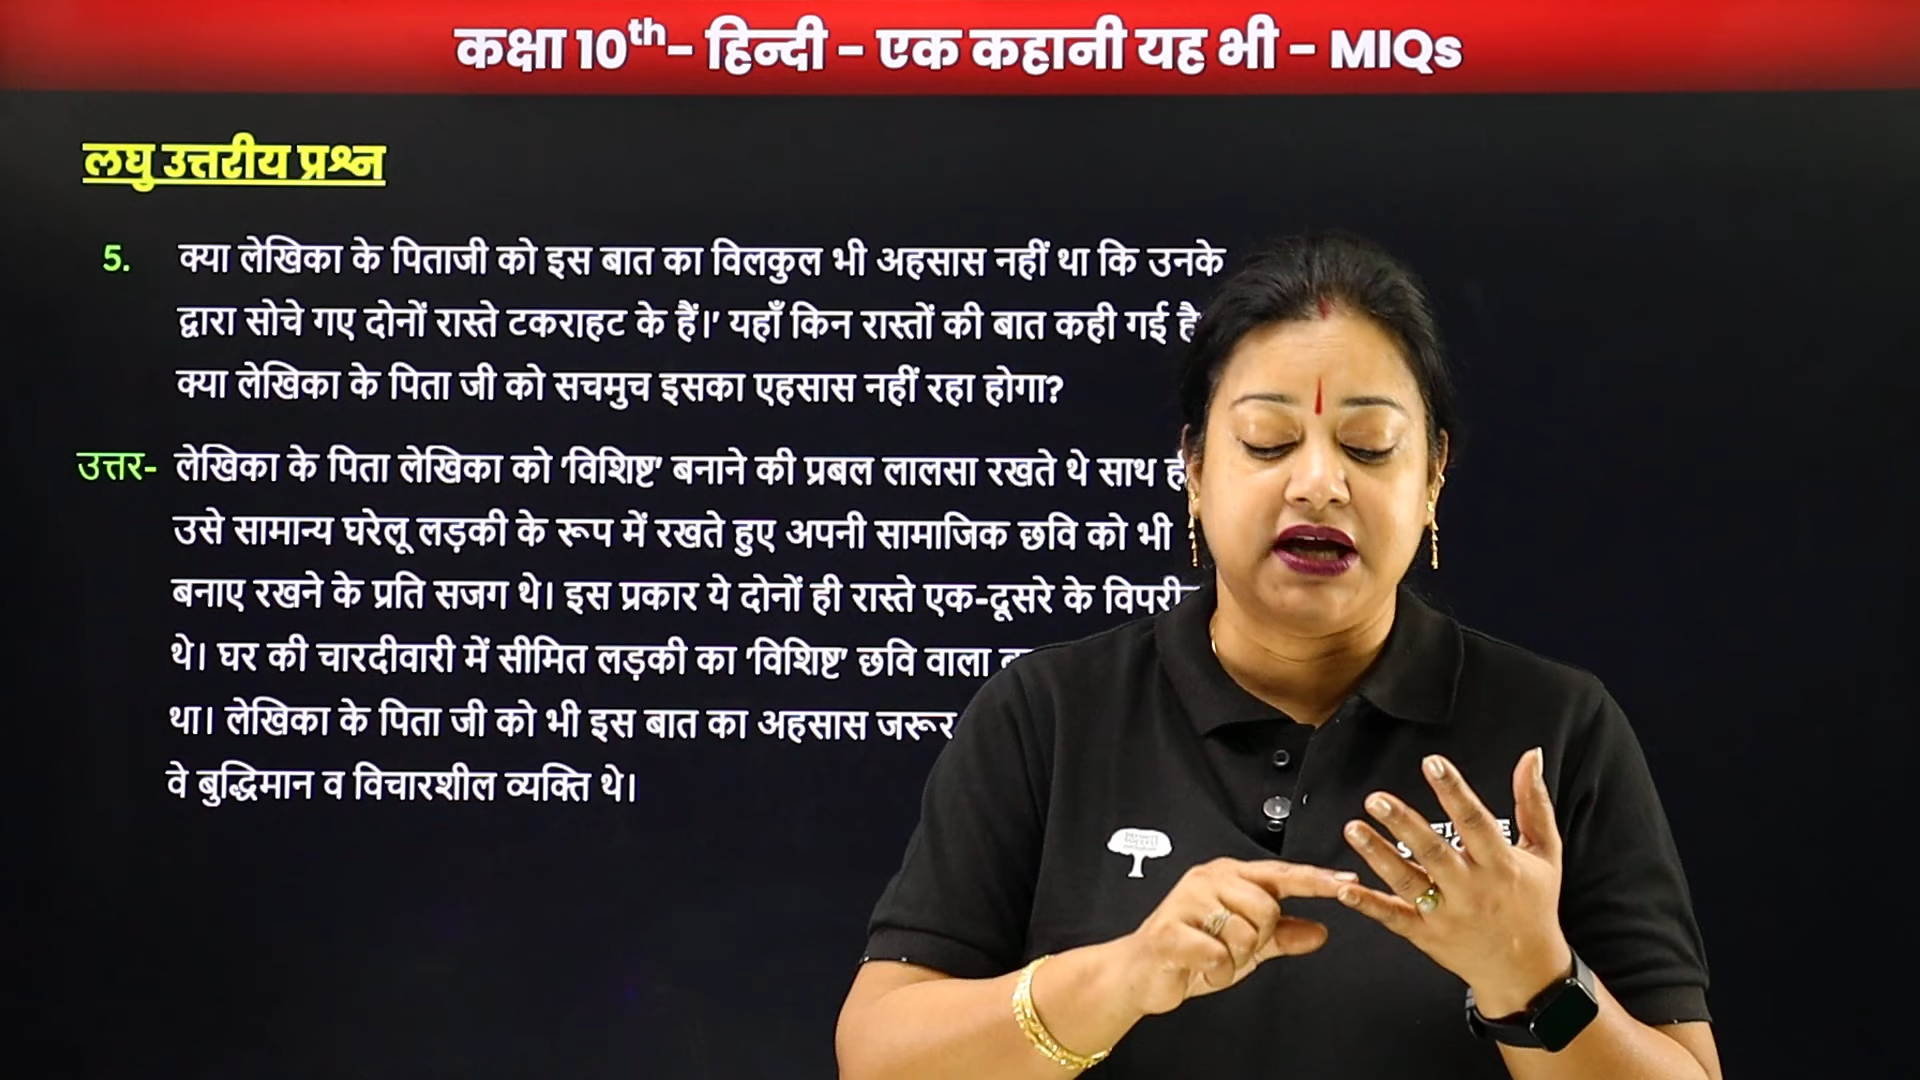 कक्षा 10th - हिन्दी - एक कहानी यह भी - MIQs
लघु उत्तरीय प्रश्न
5. क्या लेखिका के पिताजी को इस बात का विलकुल भी अहसास नहीं था कि उनके
द्वारा सोचे गए दोनों रास्ते टकराहट के हैं।’ यहाँ किन रास्तों की बात कही गई है
क्या लेखिका के पिता जी को सचमुच इसका एहसास नहीं रहा होगा?
उत्तर- लेखिका के पिता लेखिका को ‘विशिष्ट’ बनाने की प्रबल लालसा रखते थे साथ
उसे सामान्य घरेलू लड़की के रूप में रखते हुए अपनी सामाजिक छवि को भी
बनाए रखने के प्रति सजग थे। इस प्रकार ये दोनों ही रास्ते एक-दूसरे के
थे। घर की चारदीवारी में सीमित लड़की का ‘विशिष्ट’ छवि वाला
था। लेखिका के पिता जी को भी इस बात का अहसास जरूर
वे बुद्धिमान व विचारशील व्यक्ति थे।